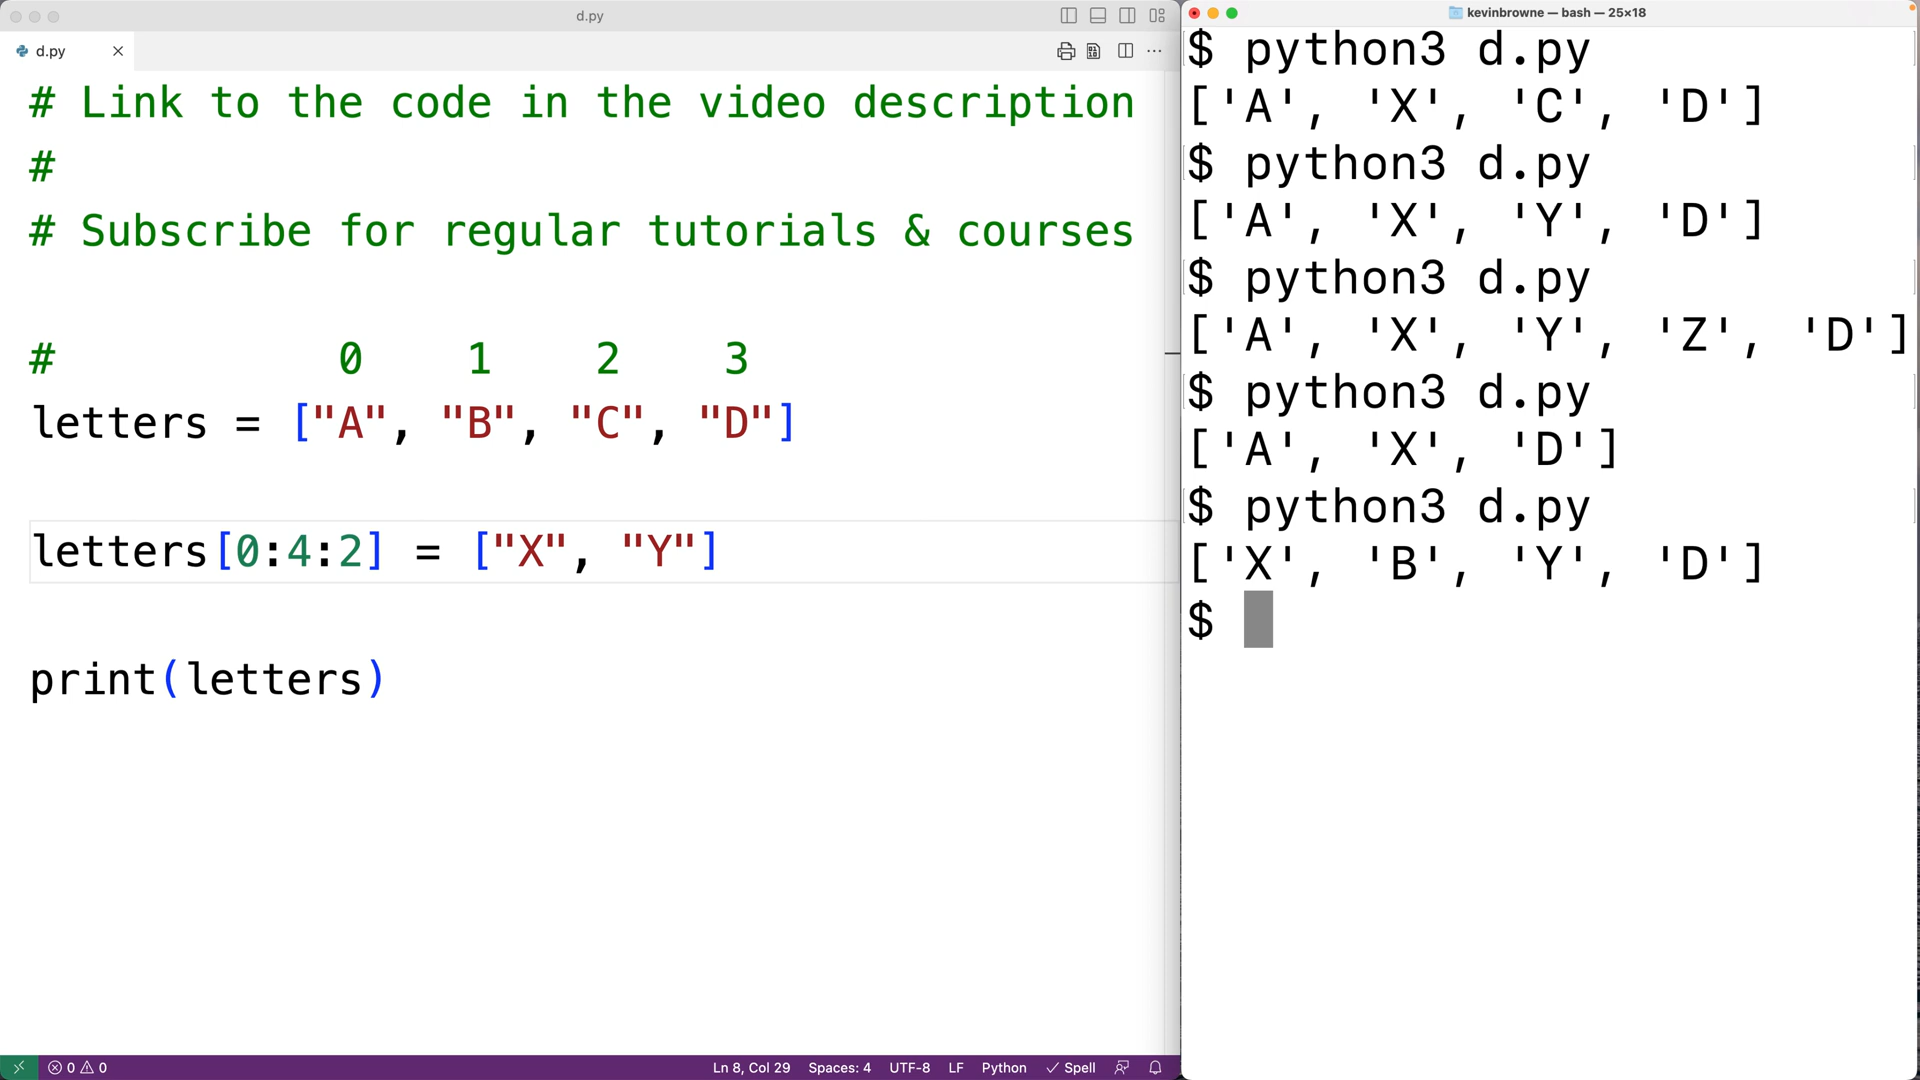 d.py
d.py
# Link to the code in the video description
#
# Subscribe for regular tutorials & courses
# 0 1 2 3
letters = ["A", "B", "C", "D"]
letters[0:4:2] = ["X", "Y"]
print(letters)
0 0
Ln 8, Col 29 Spaces: 4 UTF-8 LF Python Spell
kevinbrowne — bash — 25×18
$ python3 d.py
['A', 'X', 'C', 'D']
$ python3 d.py
['A', 'X', 'Y', 'D']
$ python3 d.py
['A', 'X', 'Y', 'Z', 'D']
$ python3 d.py
['A', 'X', 'D']
$ python3 d.py
['X', 'B', 'Y', 'D']
$